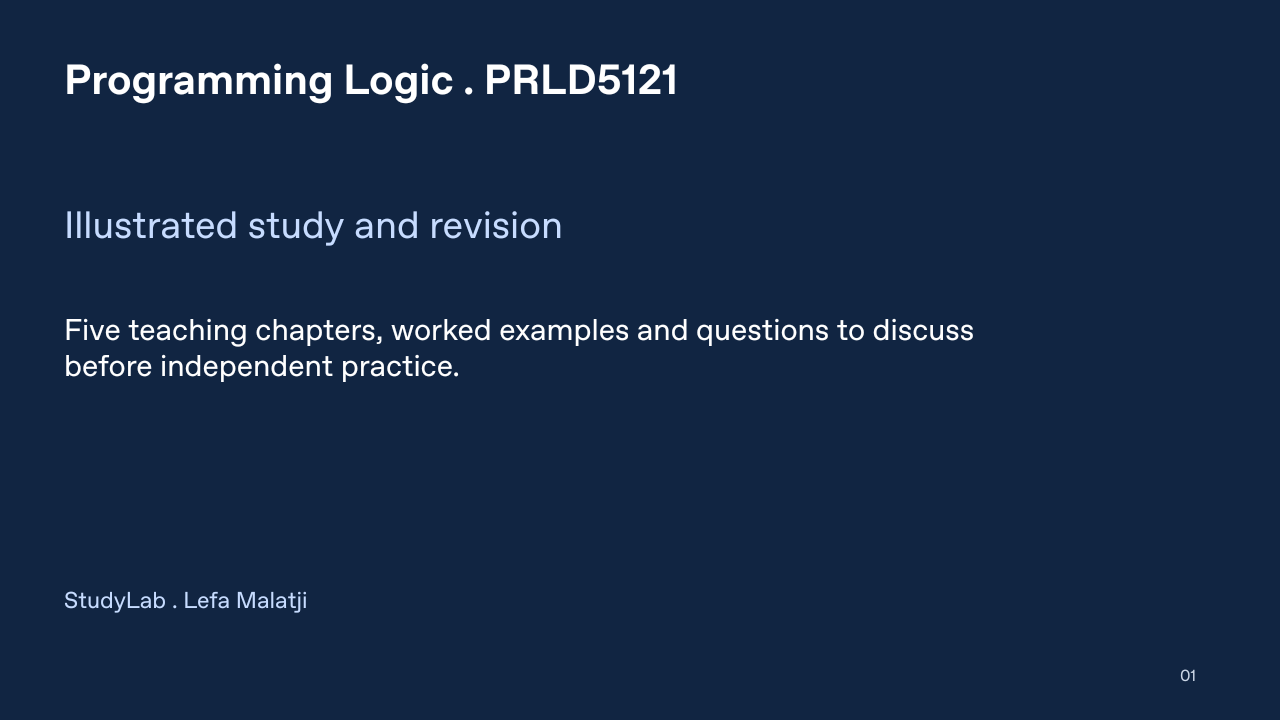 Programming Logic . PRLD5121
Illustrated study and revision
Five teaching chapters, worked examples and questions to discuss
before independent practice.
StudyLab . Lefa Malatji
01